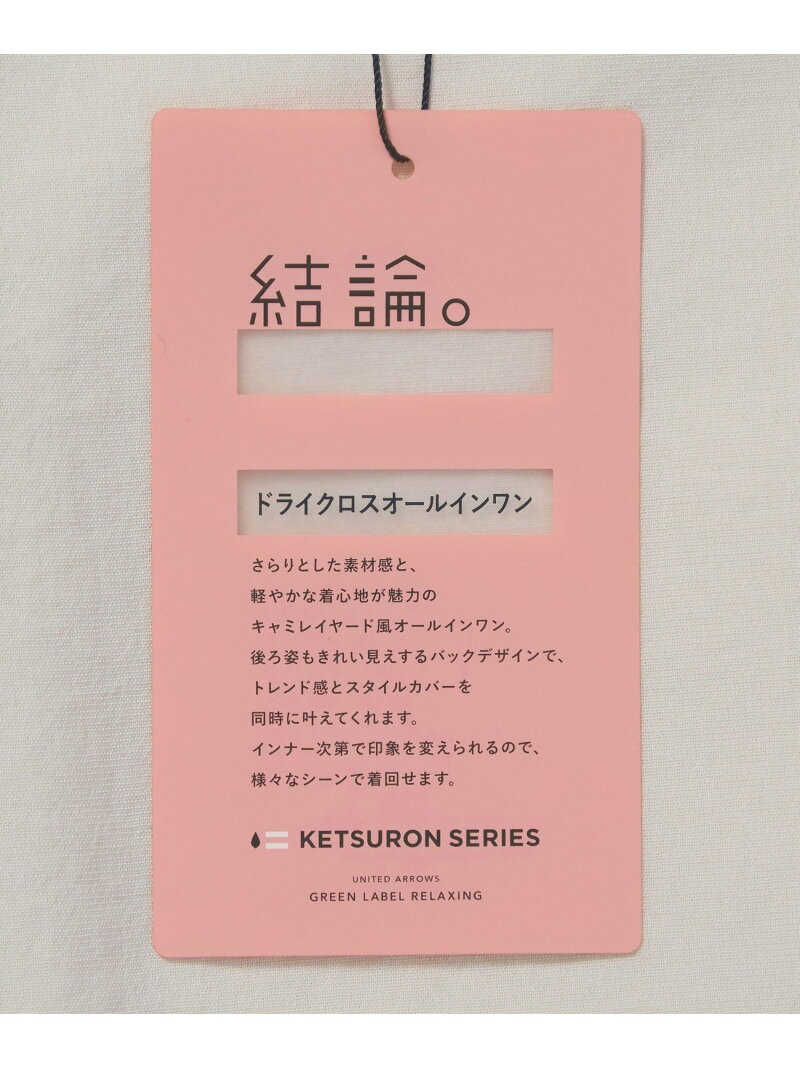 結論。
ドライクロスオールインワン
さらりとした素材感と、
軽やかな着心地が魅力の
キャミレイヤード風オールインワン。
後ろ姿もきれい見えするバックデザインで、
トレンド感とスタイルカバーを
同時に叶えてくれます。
インナー次第で印象を変えられるので、
様々なシーンで着回せます。
KETSURON SERIES
UNITED ARROWS
GREEN LABEL RELAXING